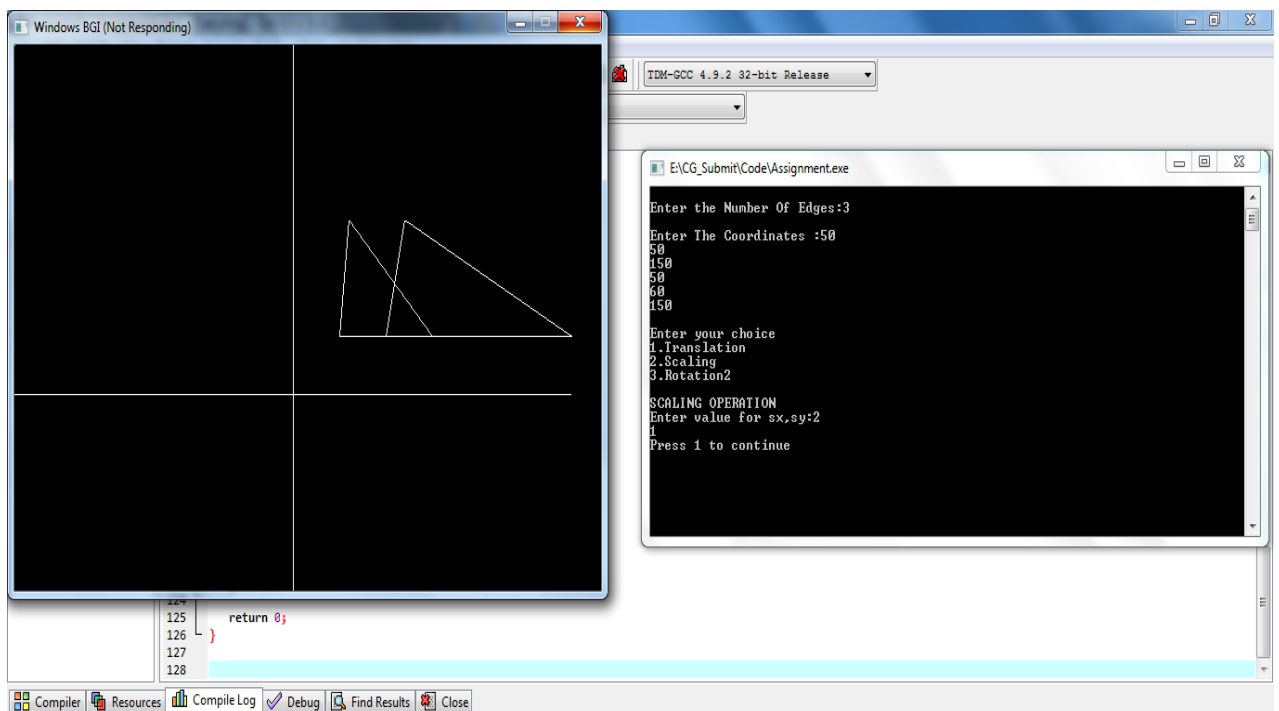 Windows BGI (Not Responding)
TDM-GCC 4.9.2 32-bit Release
E:\CG_Submit\Code\Assignment.exe
Enter the Number Of Edges:3
Enter The Coordinates :50
50
150
50
60
150
Enter your choice
1.Translation
2.Scaling
3.Rotation2
SCALING OPERATION
Enter value for sx,sy:2
1
Press 1 to continue
124
125 return 0;
126 }
127
128
Compiler Resources Compile Log Debug Find Results Close